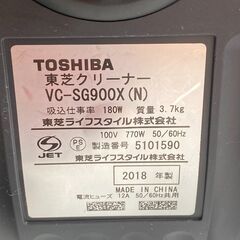 TOSHIBA
東芝クリーナー
VC-SG900X(N)
吸込仕事率 180W 質量 3.7kg
東芝ライフスタイル株式会社
100V 770W 50/60Hz
製造番号 5101590
S JET
PS E
東芝ライフスタイル株式会社
2018 年製
MADE IN CHINA
電流ヒューズ 12A 50/60Hz共用